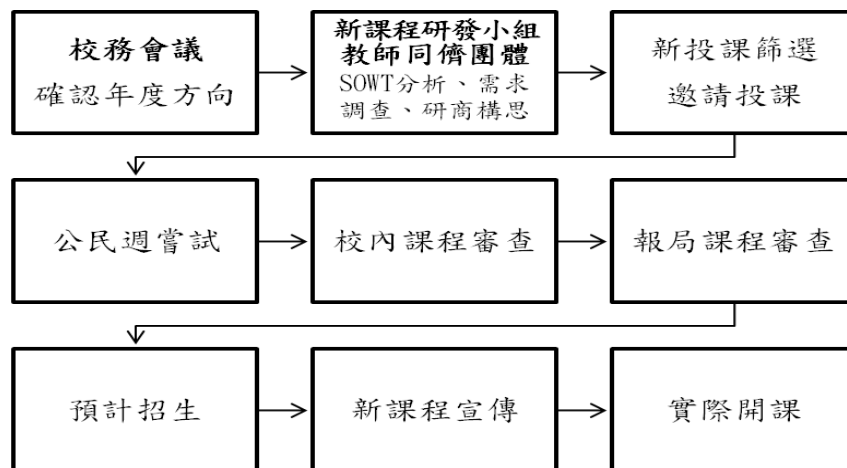 校務會議
確認年度方向
新課程研發小組
教師同儕團體
SOWT分析、需求
調查、研商構思
新投課篩選
邀請投課
公民週嘗試
校內課程審查
報局課程審查
預計招生
新課程宣傳
實際開課